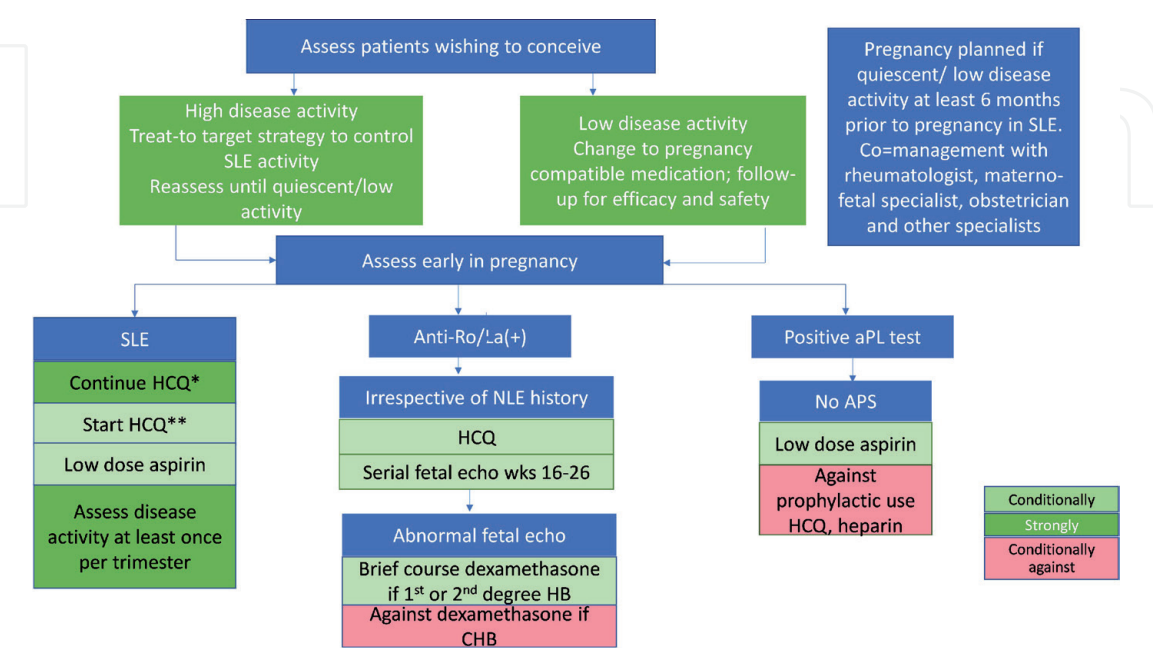 Assess patients wishing to conceive
High disease activity
Treat-to target strategy to control
SLE activity
Reassess until quiescent/low
activity
Low disease activity
Change to pregnancy
compatible medication; follow-
up for efficacy and safety
Pregnancy planned if
quiescent/ low disease
activity at least 6 months
prior to pregnancy in SLE.
Co=management with
rheumatologist, materno-
fetal specialist, obstetrician
and other specialists
Assess early in pregnancy
SLE
Continue HCQ*
Start HCQ**
Low dose aspirin
Assess disease
activity at least once
per trimester
Anti-Ro/La(+)
Irrespective of NLE history
HCQ
Serial fetal echo wks 16-26
Abnormal fetal echo
Brief course dexamethasone
if 1st or 2nd degree HB
Against dexamethasone if
CHB
Positive aPL test
No APS
Low dose aspirin
Against
prophylactic use
HCQ, heparin
Conditionally
Strongly
Conditionally
against